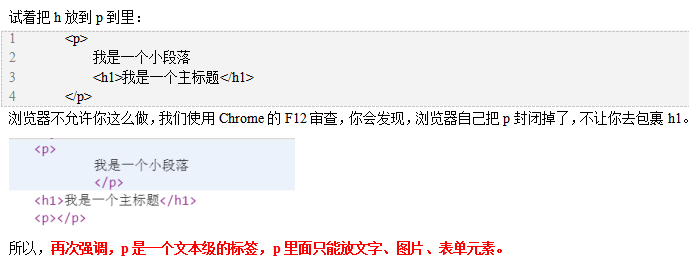 试着把 h 放到 p 到里：
1 <p>
2 我是一个小段落
3 <h1>我是一个主标题</h1>
4 </p>
浏览器不允许你这么做，我们使用 Chrome 的 F12 审查，你会发现，浏览器自己把 p 封闭掉了，不让你去包裹 h1。
<p>
我是一个小段落
</p>
<h1>我是一个主标题</h1>
<p></p>
所以，再次强调，p 是一个文本级的标签，p 里面只能放文字、图片、表单元素。